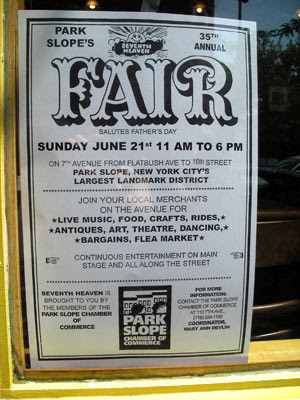 PARK
SLOPE'S
SEVENTH
HEAVEN
35TH
ANNUAL
FAIR
SALUTES FATHER'S DAY
SUNDAY JUNE 21st 11 AM TO 6 PM
ON 7th AVENUE FROM FLATBUSH AVE TO 16th STREET
PARK SLOPE, NEW YORK CITY'S
LARGEST LANDMARK DISTRICT
JOIN YOUR LOCAL MERCHANTS
ON THE AVENUE FOR
★LIVE MUSIC, FOOD, CRAFTS, RIDES,★
★ANTIQUES, ART, THEATRE, DANCING,★
★BARGAINS, FLEA MARKET★
CONTINUOUS ENTERTAINMENT ON MAIN
STAGE AND ALL ALONG THE STREET
SEVENTH HEAVEN IS
BROUGHT TO YOU BY
THE MEMBERS OF THE
PARK SLOPE CHAMBER
OF
COMMERCE
PARK
SLOPE
CHAMBER OF
COMMERCE
FOR MORE
INFORMATION:
CONTACT THE PARK SLOPE
CHAMBER OF COMMERCE
AT 110 7TH AVE,
COORDINATOR,
MARY ANN DEVLIN